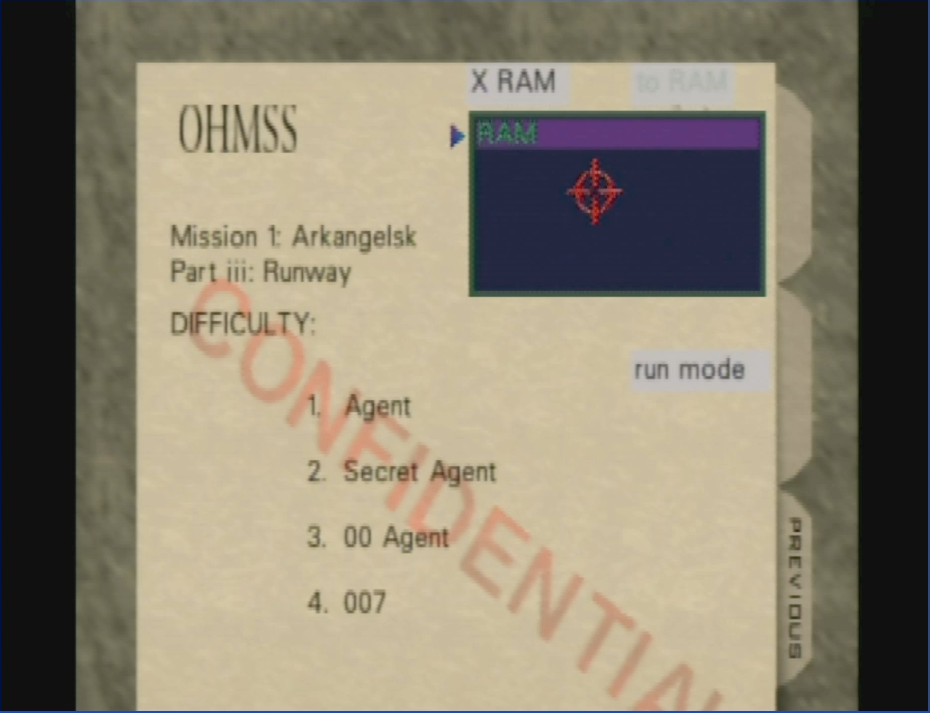 X RAM
to RAM
OHMSS
RAM
Mission 1: Arkangelsk
Part iii: Runway
DIFFICULTY:
run mode
1. Agent
2. Secret Agent
3. 00 Agent
4. 007
CONFIDENTIAL
PREVIOUS